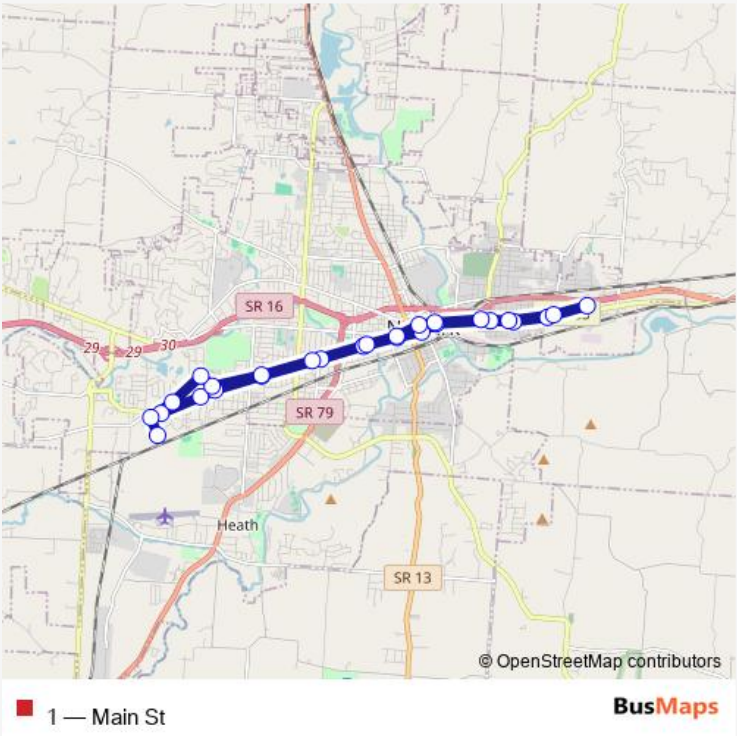 SR 16
29
29
30
SR 79
Heath
SR 13
© OpenStreetMap contributors
1 — Main St
BusMaps